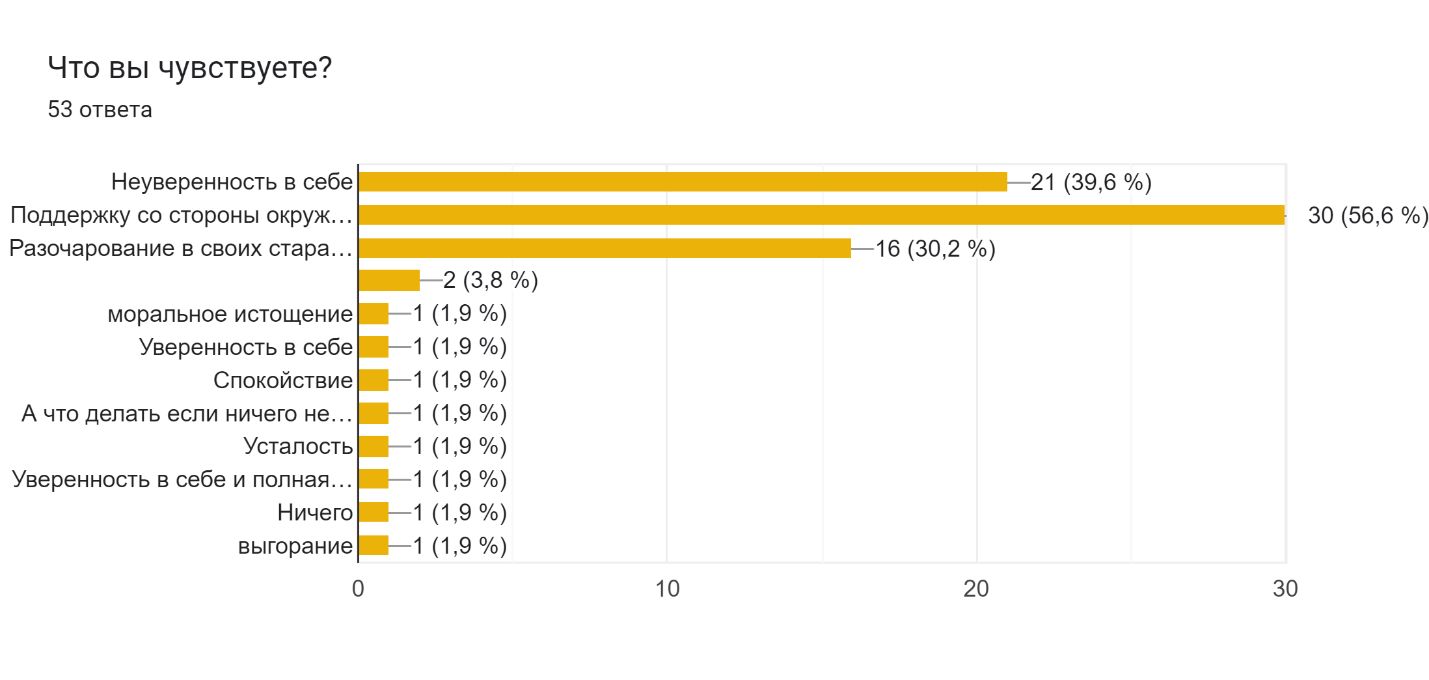 Что вы чувствуете?
53 ответа
Неуверенность в себе 21 (39,6 %)
Поддержку со стороны окруж… 30 (56,6 %)
Разочарование в своих стара… 16 (30,2 %)
2 (3,8 %)
моральное истощение 1 (1,9 %)
Уверенность в себе 1 (1,9 %)
Спокойствие 1 (1,9 %)
А что делать если ничего не… 1 (1,9 %)
Усталость 1 (1,9 %)
Уверенность в себе и полная… 1 (1,9 %)
Ничего 1 (1,9 %)
выгорание 1 (1,9 %)
0 10 20 30